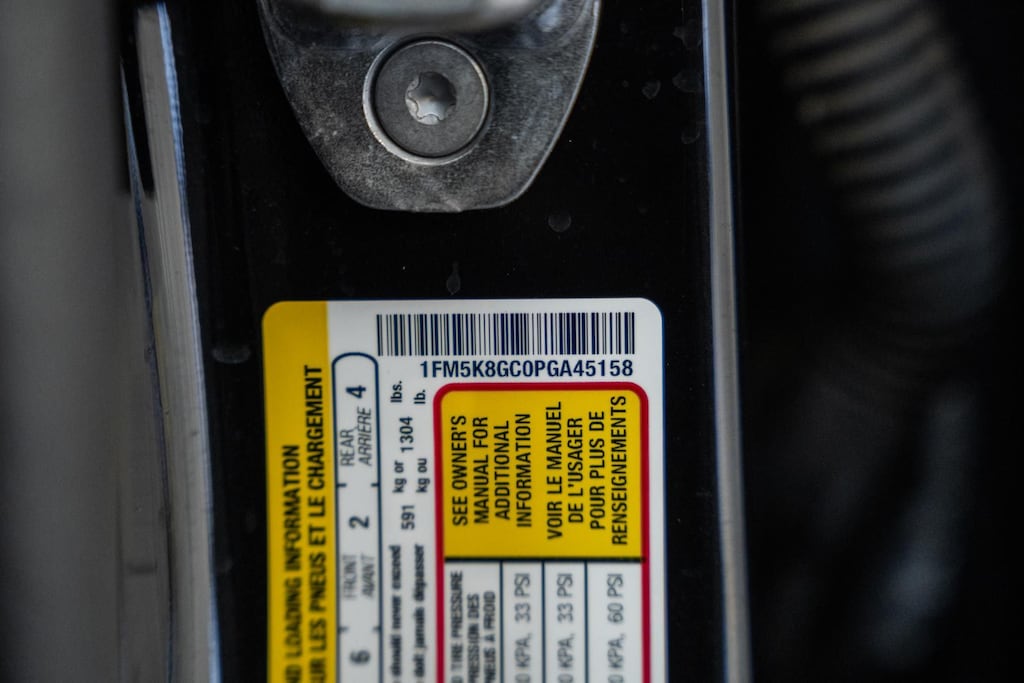 1FM5K8GC0PGA45158
ND LOADING INFORMATION
UR LES PNEUS ET LE CHARGEMENT
6 FRONT 2 REAR 4
AVANT ARRIÈRE
should never exceed 591 kg or 1304 lbs.
doit jamais dépasser kg ou lb.
SEE OWNER'S
MANUAL FOR
ADDITIONAL
INFORMATION
VOIR LE MANUEL
DE L'USAGER
POUR PLUS DE
RENSEIGNEMENTS
TIRE PRESSURE
PRESSION DES
PNEUS À FROID
KPA, 33 PSI
KPA, 33 PSI
KPA, 60 PSI